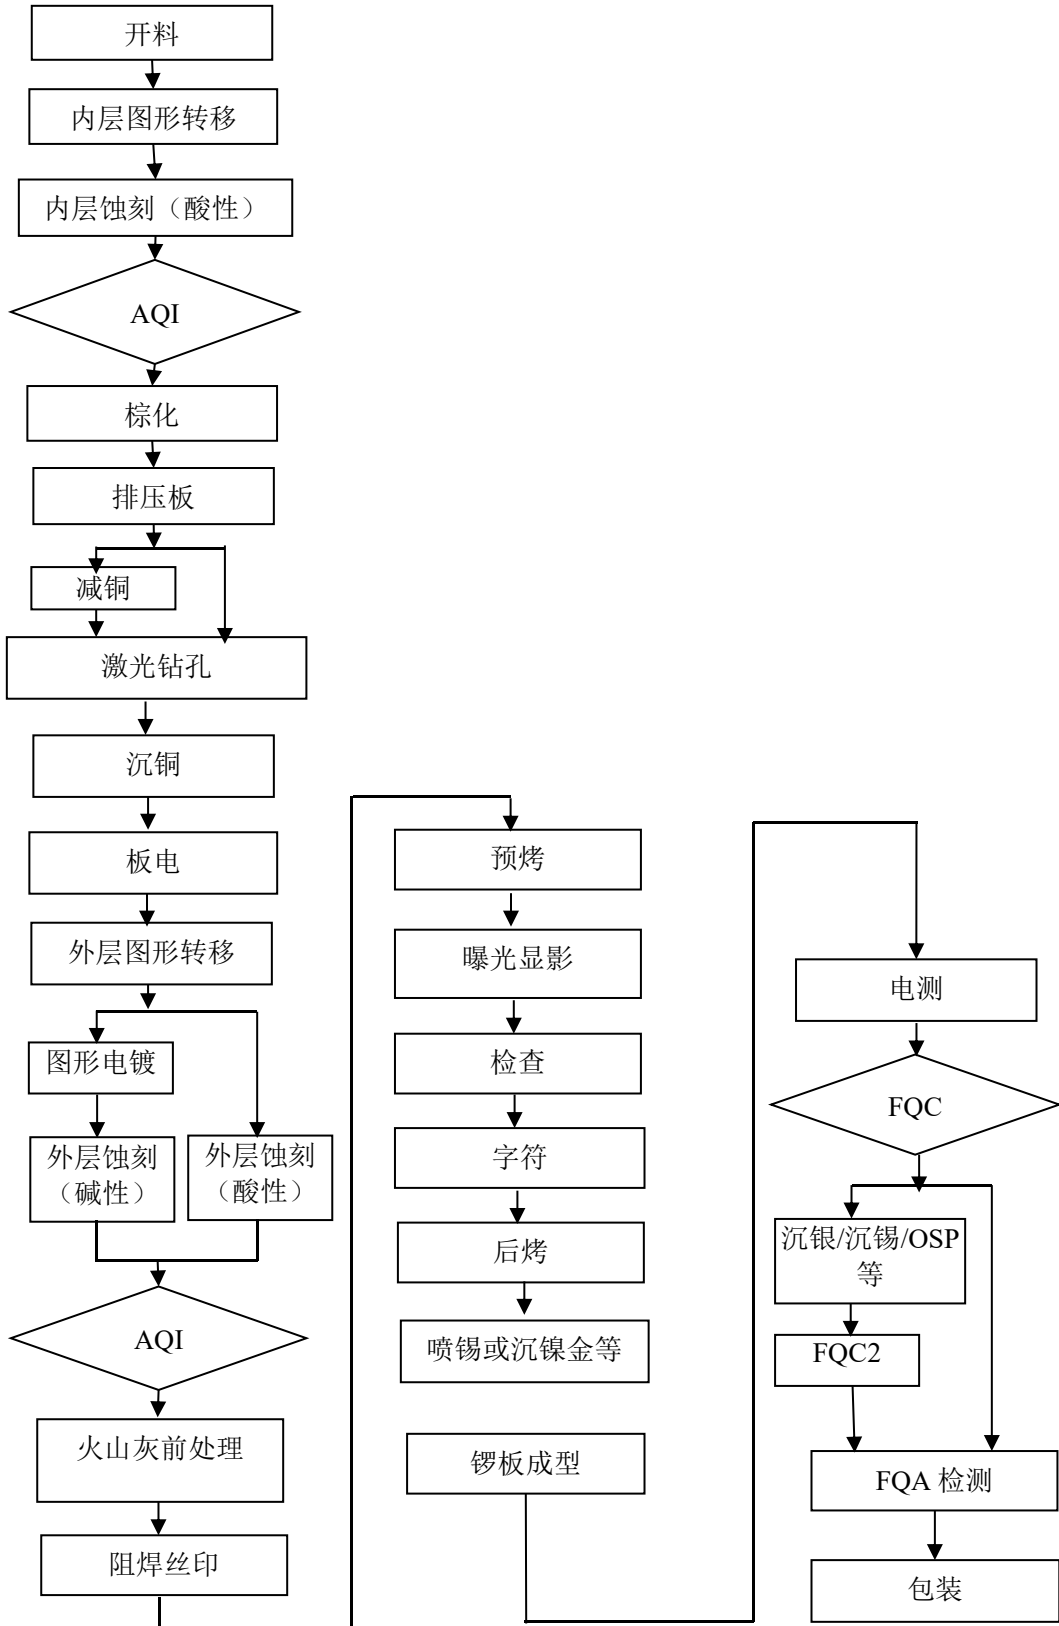 开料
内层图形转移
内层蚀刻（酸性）
AQI
棕化
排压板
减铜
激光钻孔
沉铜
板电
外层图形转移
图形电镀
外层蚀刻
（碱性）
外层蚀刻
（酸性）
AQI
火山灰前处理
阻焊丝印
预烤
曝光显影
检查
字符
后烤
喷锡或沉镍金等
锣板成型
电测
FQC
沉银/沉锡/OSP
等
FQC2
FQA 检测
包装